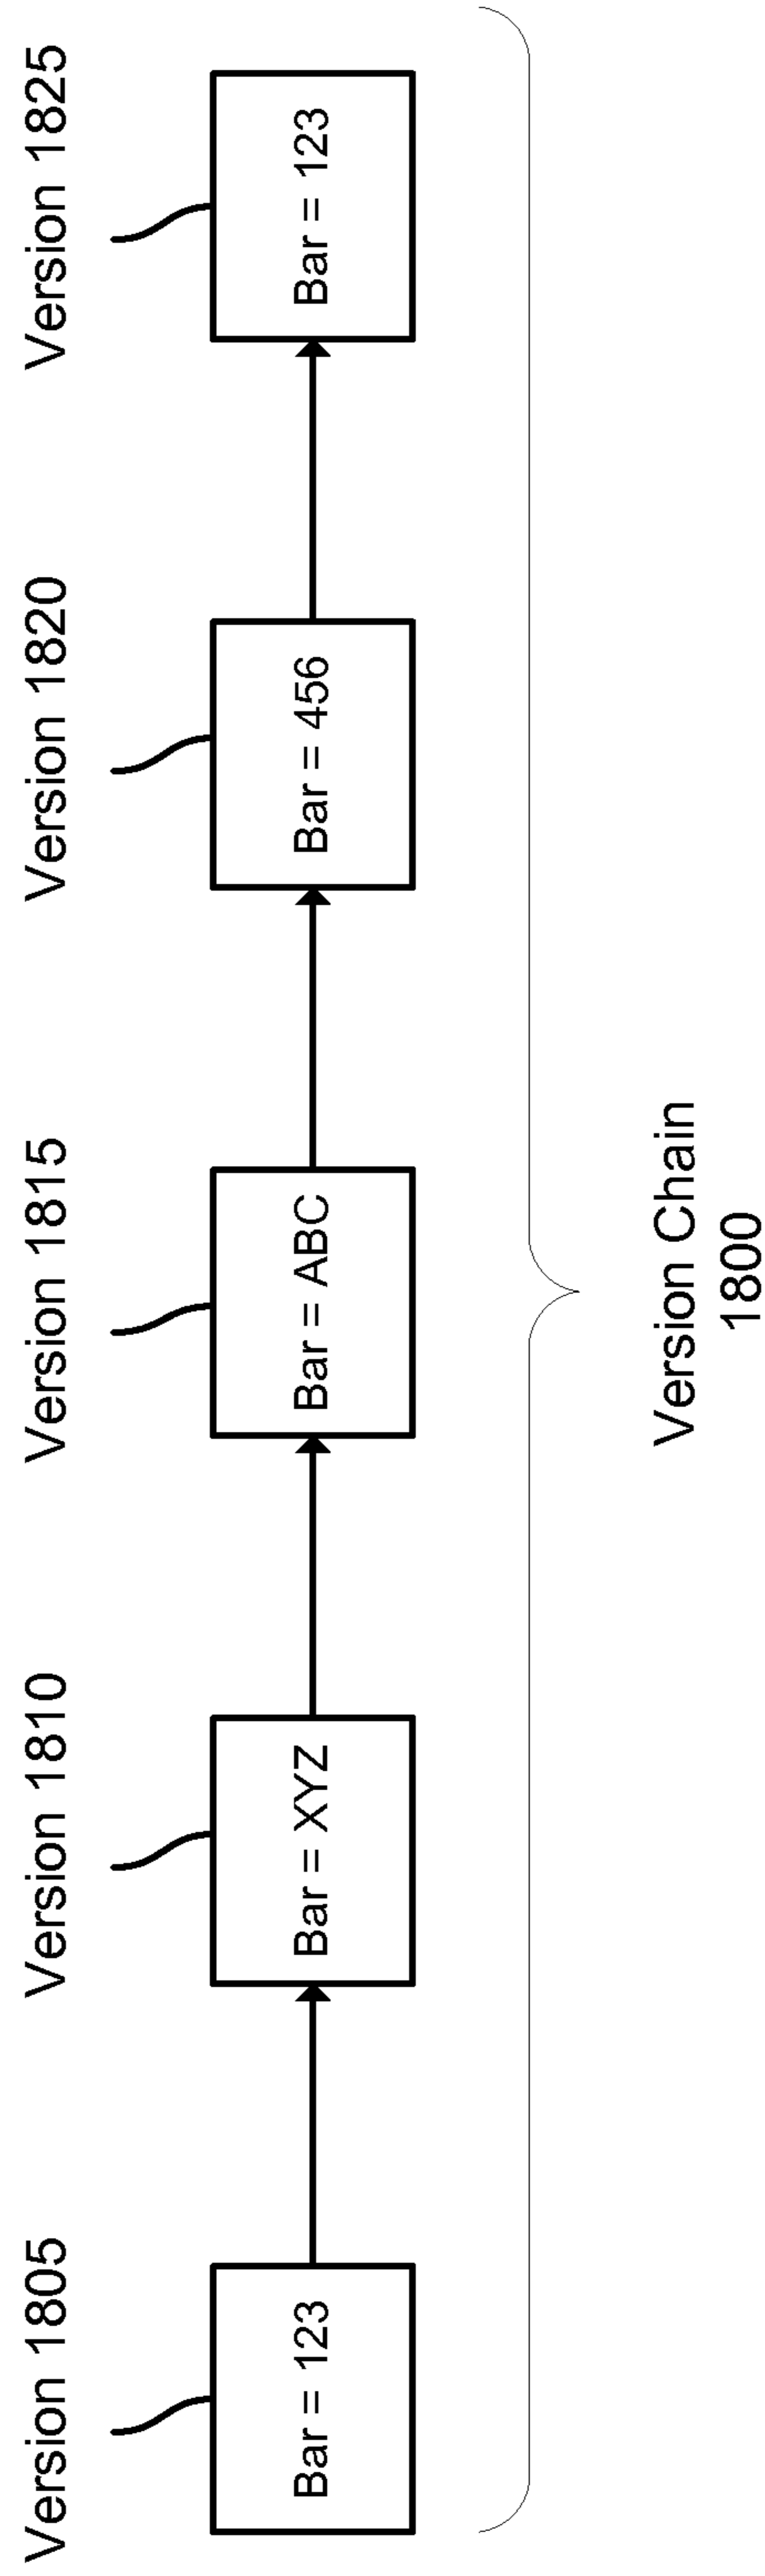 Version 1805
Version 1810
Version 1815
Version 1820
Version 1825
Bar = 123
Bar = XYZ
Bar = ABC
Bar = 456
Bar = 123
Version Chain
1800